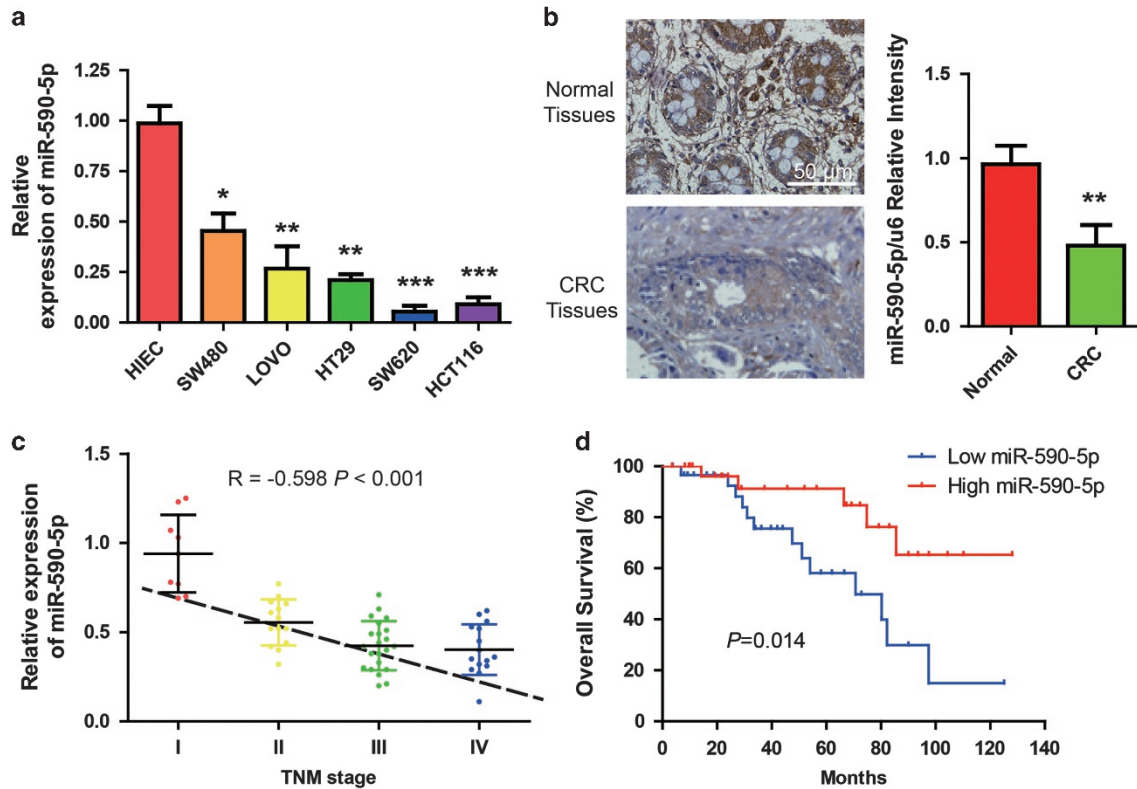 a
Relative
expression of miR-590-5p
1.25
1.00
0.75
0.50
0.25
0.00
*
**
**
***
***
HIEC
SW480
LOVO
HT29
SW620
HCT116
b
Normal
Tissues
50 µm
CRC
Tissues
miR-590-5p/u6 Relative Intensity
1.5
1.0
0.5
0.0
**
Normal
CRC
c
Relative expression
of miR-590-5p
1.5
1.0
0.5
0.0
R = -0.598 P < 0.001
I II III IV
TNM stage
d
Overall Survival (%)
100
80
60
40
20
0
Low miR-590-5p
High miR-590-5p
P=0.014
0 20 40 60 80 100 120 140
Months